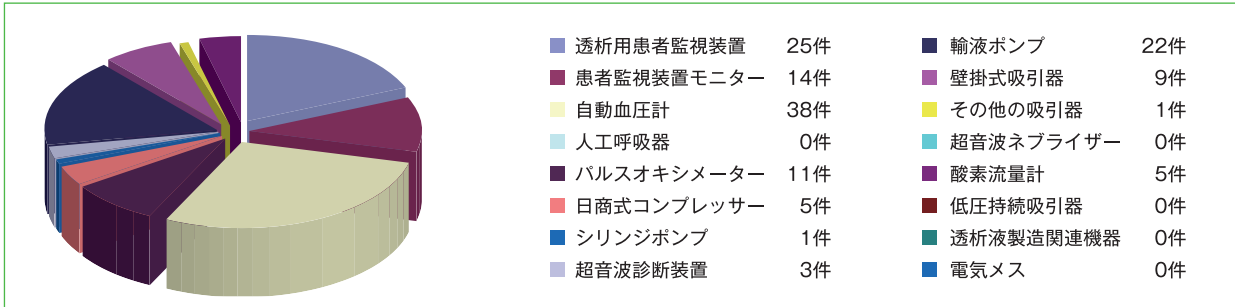 透析用患者監視装置 25件
患者監視装置モニター 14件
自動血圧計 38件
人工呼吸器 0件
パルスオキシメーター 11件
日商式コンプレッサー 5件
シリンジポンプ 1件
超音波診断装置 3件
輸液ポンプ 22件
壁掛式吸引器 9件
その他の吸引器 1件
超音波ネブライザー 0件
酸素流量計 5件
低圧持続吸引器 0件
透析液製造関連機器 0件
電気メス 0件